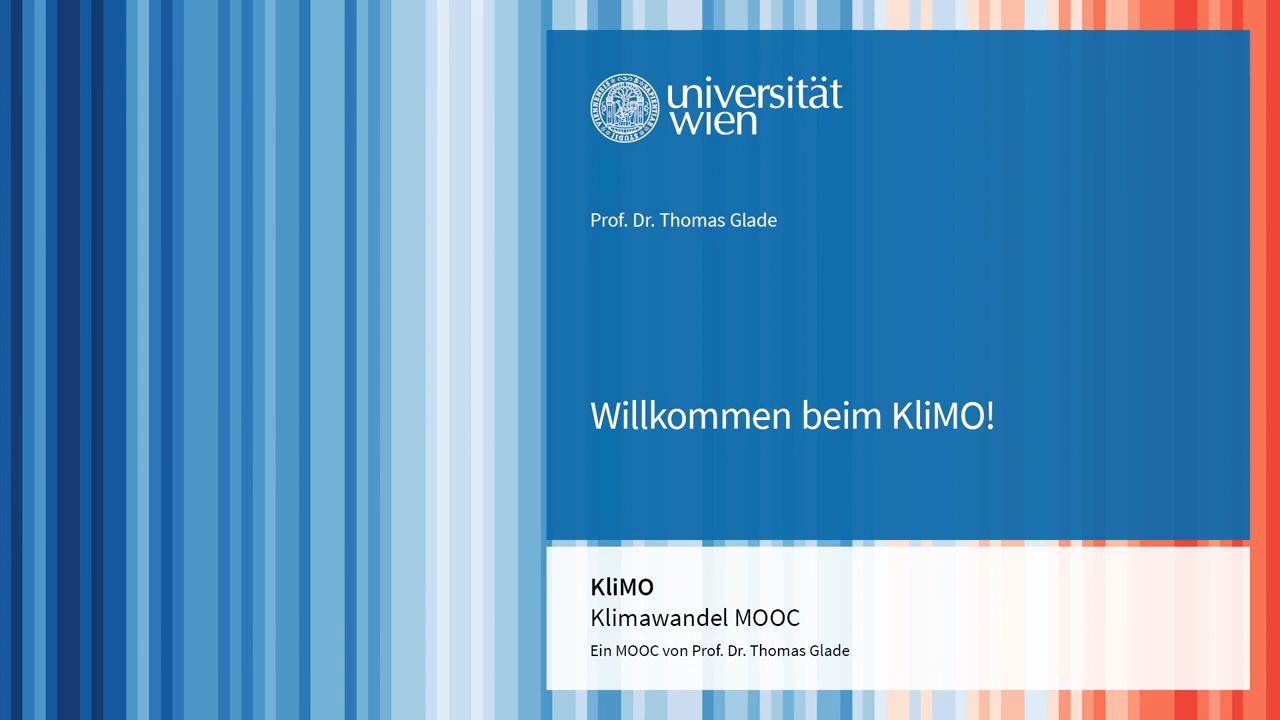 universität
wien
Prof. Dr. Thomas Glade
Willkommen beim KliMO!
KliMO
Klimawandel MOOC
Ein MOOC von Prof. Dr. Thomas Glade